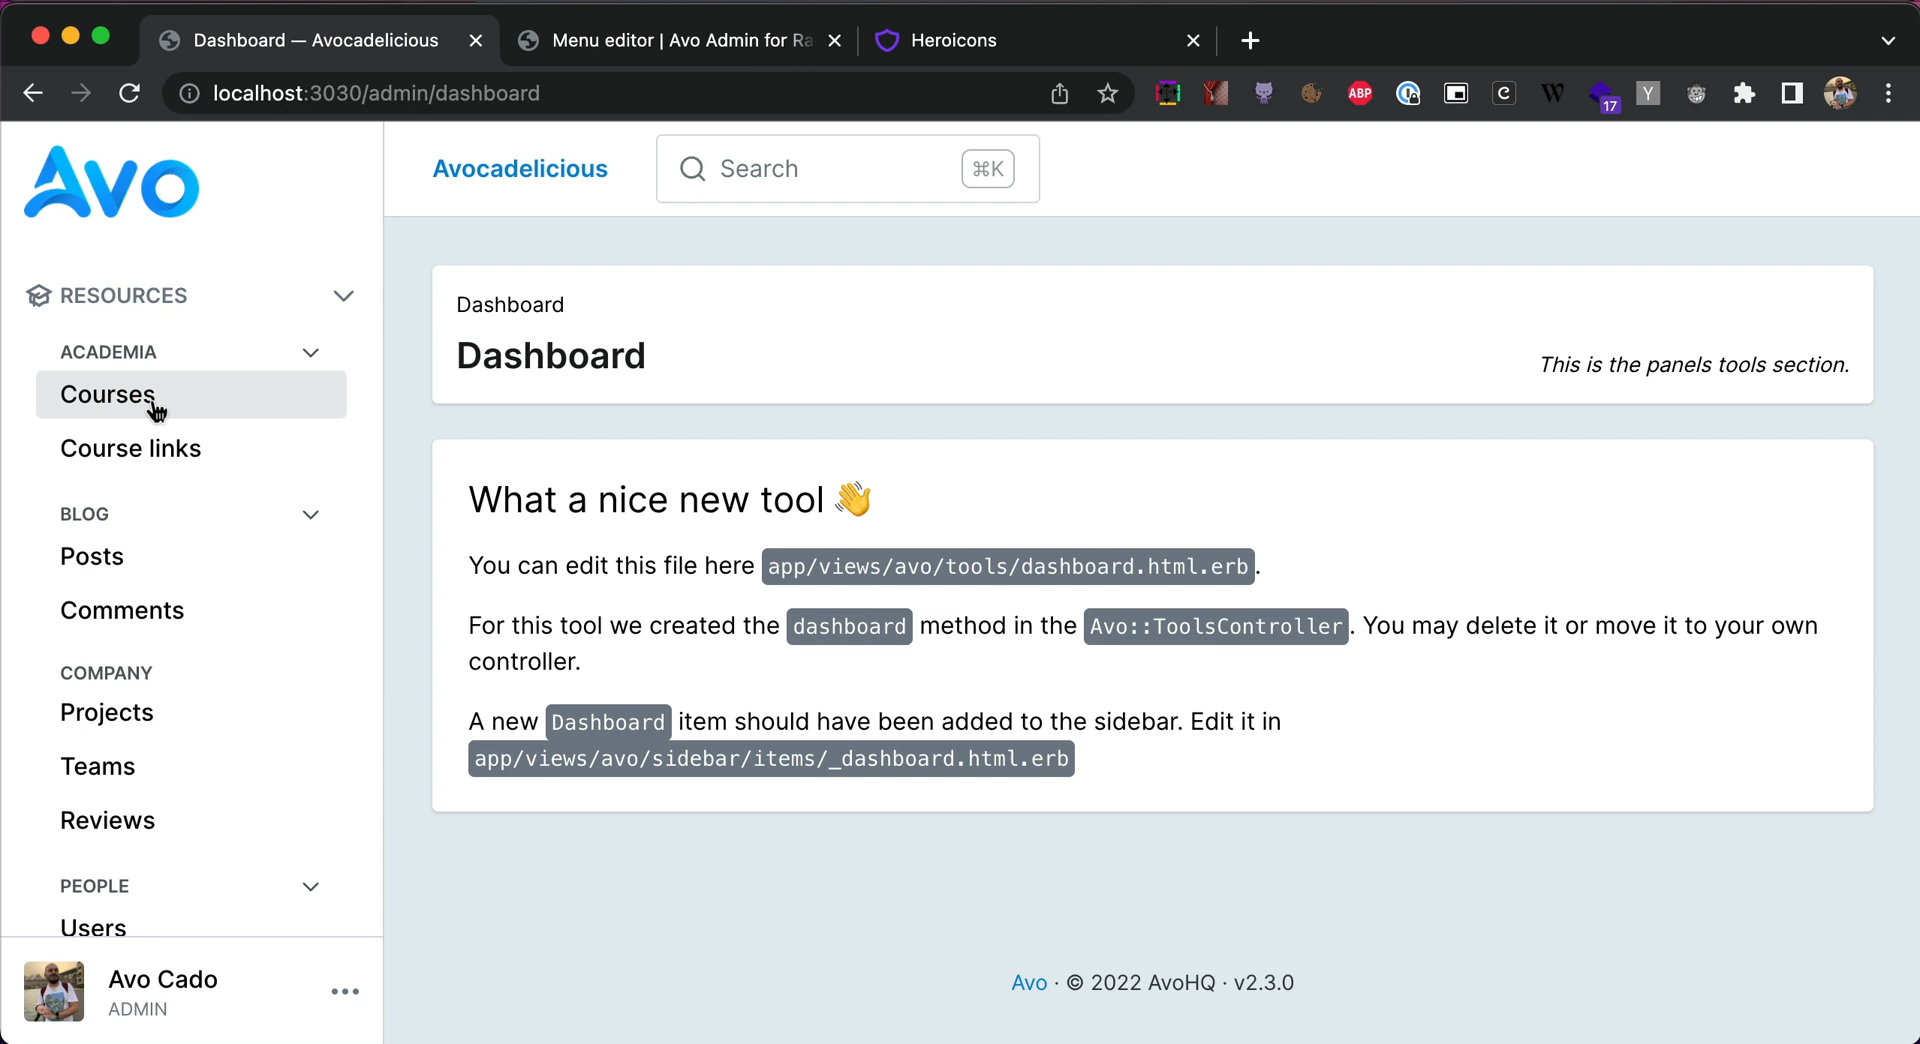 Dashboard — Avocadelicious
Menu editor | Avo Admin for Ra
Heroicons
localhost:3030/admin/dashboard
ABP
C
W
17
Y
Avo
Avocadelicious
Search
⌘K
RESOURCES
ACADEMIA
Courses
Course links
BLOG
Posts
Comments
COMPANY
Projects
Teams
Reviews
PEOPLE
Users
Avo Cado
ADMIN
Dashboard
Dashboard
This is the panels tools section.
What a nice new tool 👋
You can edit this file here app/views/avo/tools/dashboard.html.erb.
For this tool we created the dashboard method in the Avo::ToolsController. You may delete it or move it to your own
controller.
A new Dashboard item should have been added to the sidebar. Edit it in
app/views/avo/sidebar/items/_dashboard.html.erb
Avo · © 2022 AvoHQ · v2.3.0